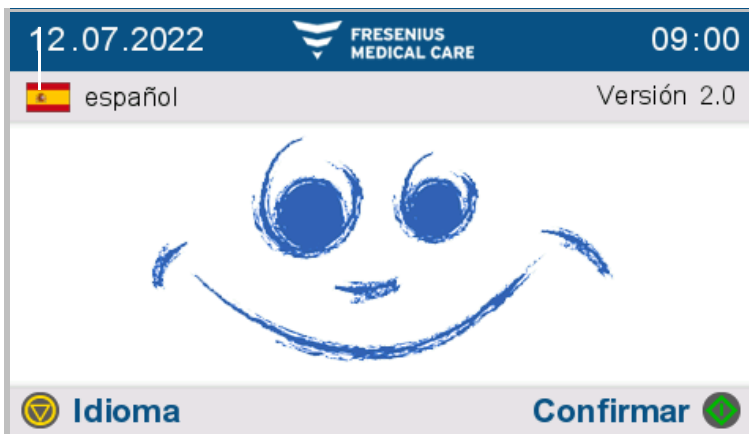 12.07.2022
FRESENIUS
MEDICAL CARE
09:00
español
Versión 2.0
Idioma
Confirmar